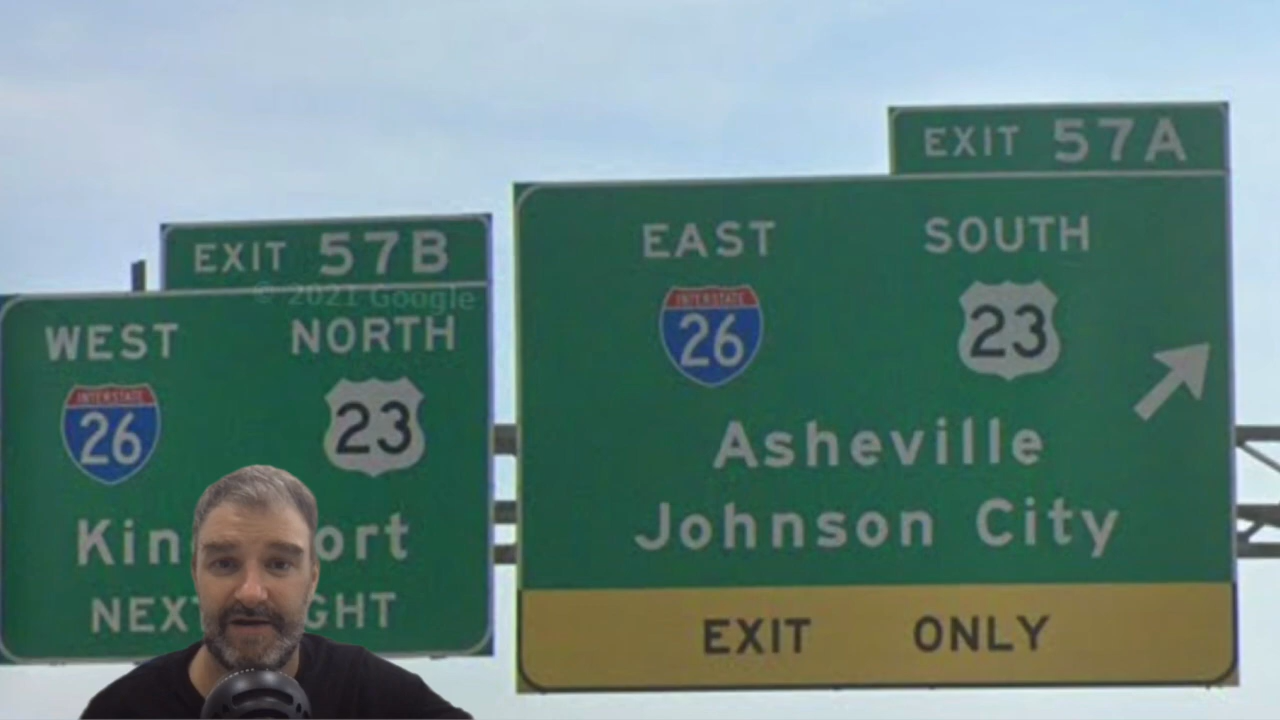 EXIT 57B
© 2021 Google
WEST NORTH
INTERSTATE
26 23
NEXT
EXIT 57A
EAST SOUTH
INTERSTATE
26 23
Asheville
Johnson City
EXIT ONLY